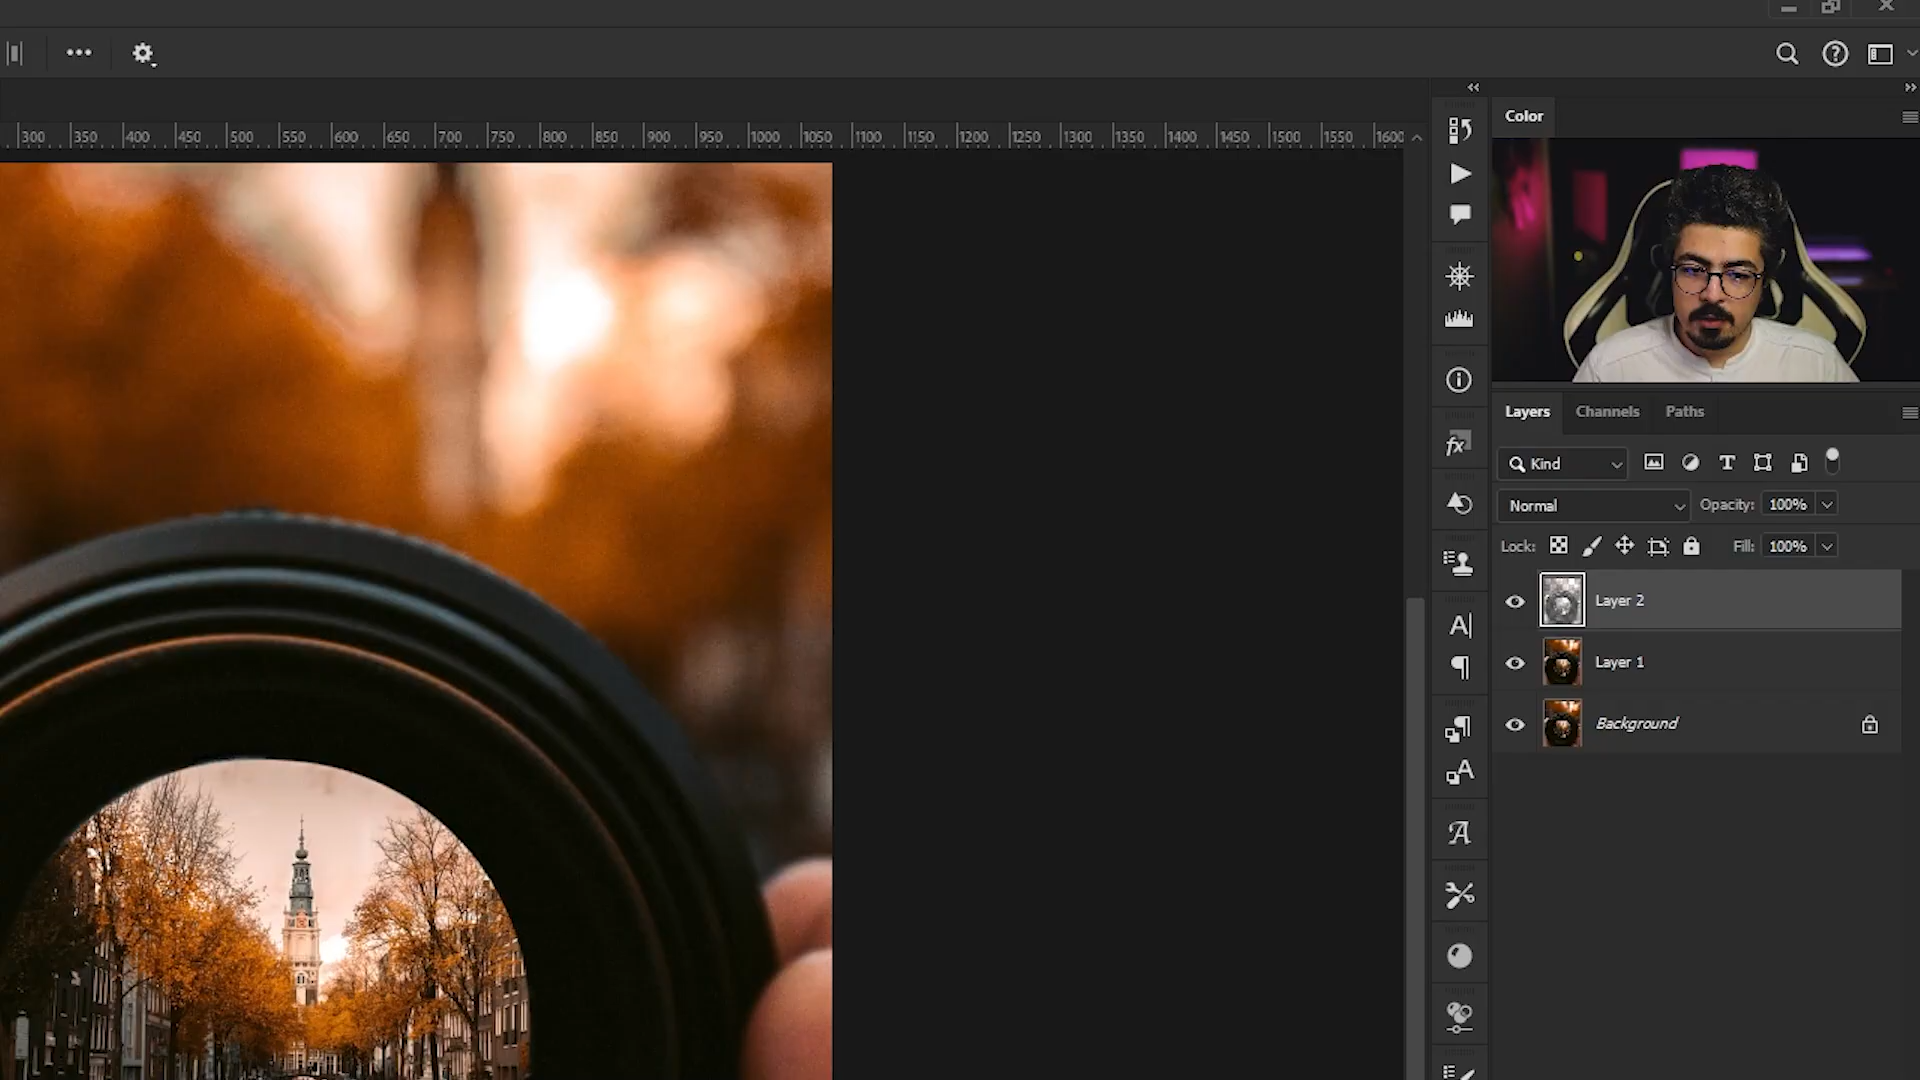 300 350 400 450 500 550 600 650 700 750 800 850 900 950 1000 1050 1100 1150 1200 1250 1300 1350 1400 1450 1500 1550 1600
Color
Layers Channels Paths
Kind
Normal Opacity: 100%
Lock: Fill: 100%
Layer 2
Layer 1
Background